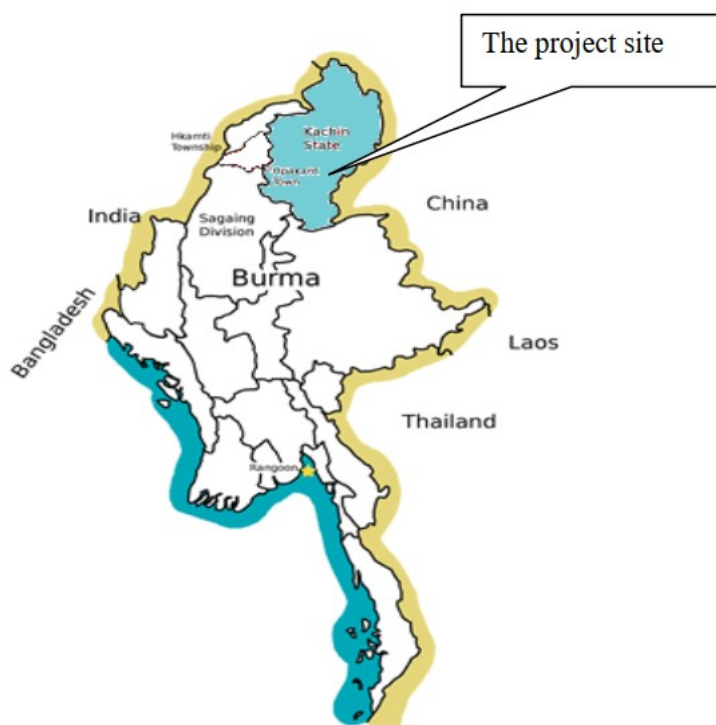 The project site
Kachin
State
Hkamti
Township
Hpakant
Town
China
India
Sagaing
Division
Burma
Bangladesh
Laos
Thailand
Rangoon